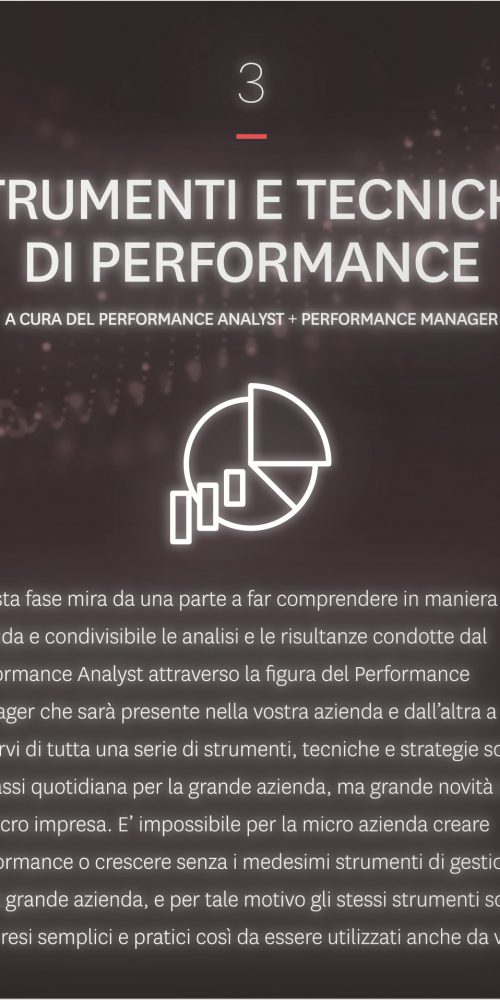 3
TRUMENTI E TECNICH
DI PERFORMANCE
A CURA DEL PERFORMANCE ANALYST + PERFORMANCE MANAGER
sta fase mira da una parte a far comprendere in maniera
da e condivisibile le analisi e le risultanze condotte dal
ormance Analyst attraverso la figura del Performance
ager che sarà presente nella vostra azienda e dall’altra a
rvi di tutta una serie di strumenti, tecniche e strategie so
assi quotidiana per la grande azienda, ma grande novità
cro impresa. E’ impossibile per la micro azienda creare
ormance o crescere senza i medesimi strumenti di gestio
grande azienda, e per tale motivo gli stessi strumenti so
resi semplici e pratici così da essere utilizzati anche da v